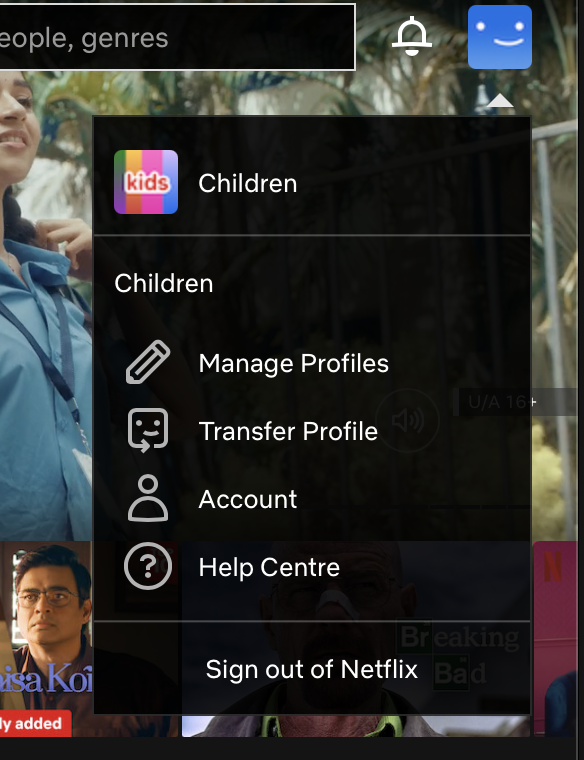 eople, genres
kids
Children
Children
Manage Profiles
Transfer Profile
U/A 16+
Account
Help Centre
Breaking
Bad
Sign out of Netflix
aisa Koi
ly added
N